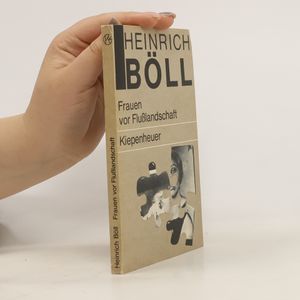 HEINRICH
BÖLL
Frauen
vor Flußlandschaft
Kiepenheuer
Heinrich Böll Frauen vor Flußlandschaft